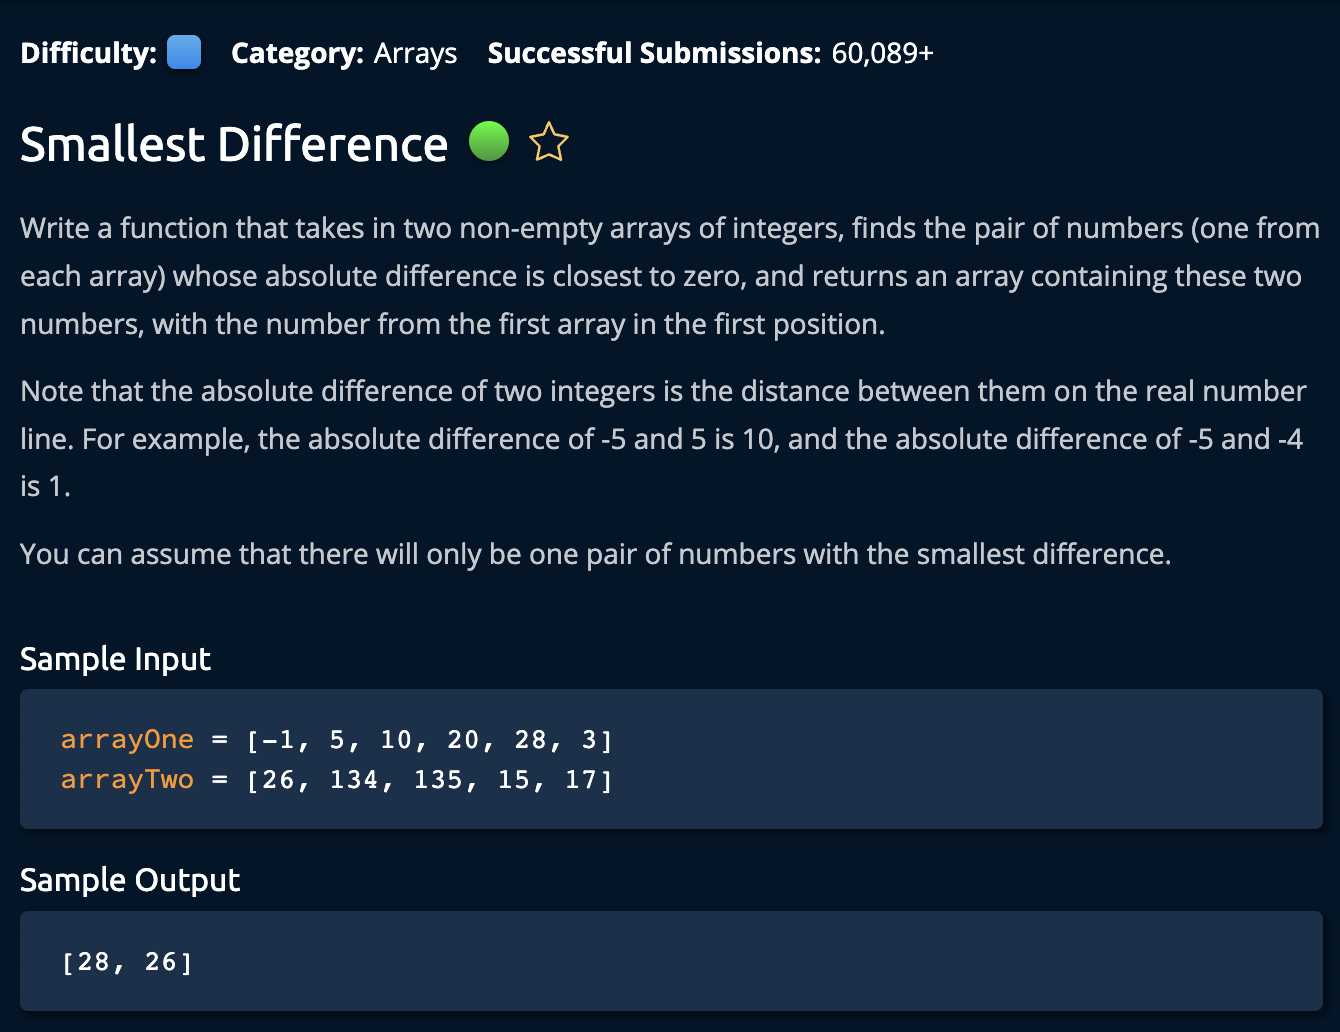 Difficulty: Category: Arrays Successful Submissions: 60,089+
Smallest Difference
Write a function that takes in two non-empty arrays of integers, finds the pair of numbers (one from
each array) whose absolute difference is closest to zero, and returns an array containing these two
numbers, with the number from the first array in the first position.
Note that the absolute difference of two integers is the distance between them on the real number
line. For example, the absolute difference of -5 and 5 is 10, and the absolute difference of -5 and -4
is 1.
You can assume that there will only be one pair of numbers with the smallest difference.
Sample Input
arrayOne = [-1, 5, 10, 20, 28, 3]
arrayTwo = [26, 134, 135, 15, 17]
Sample Output
[28, 26]